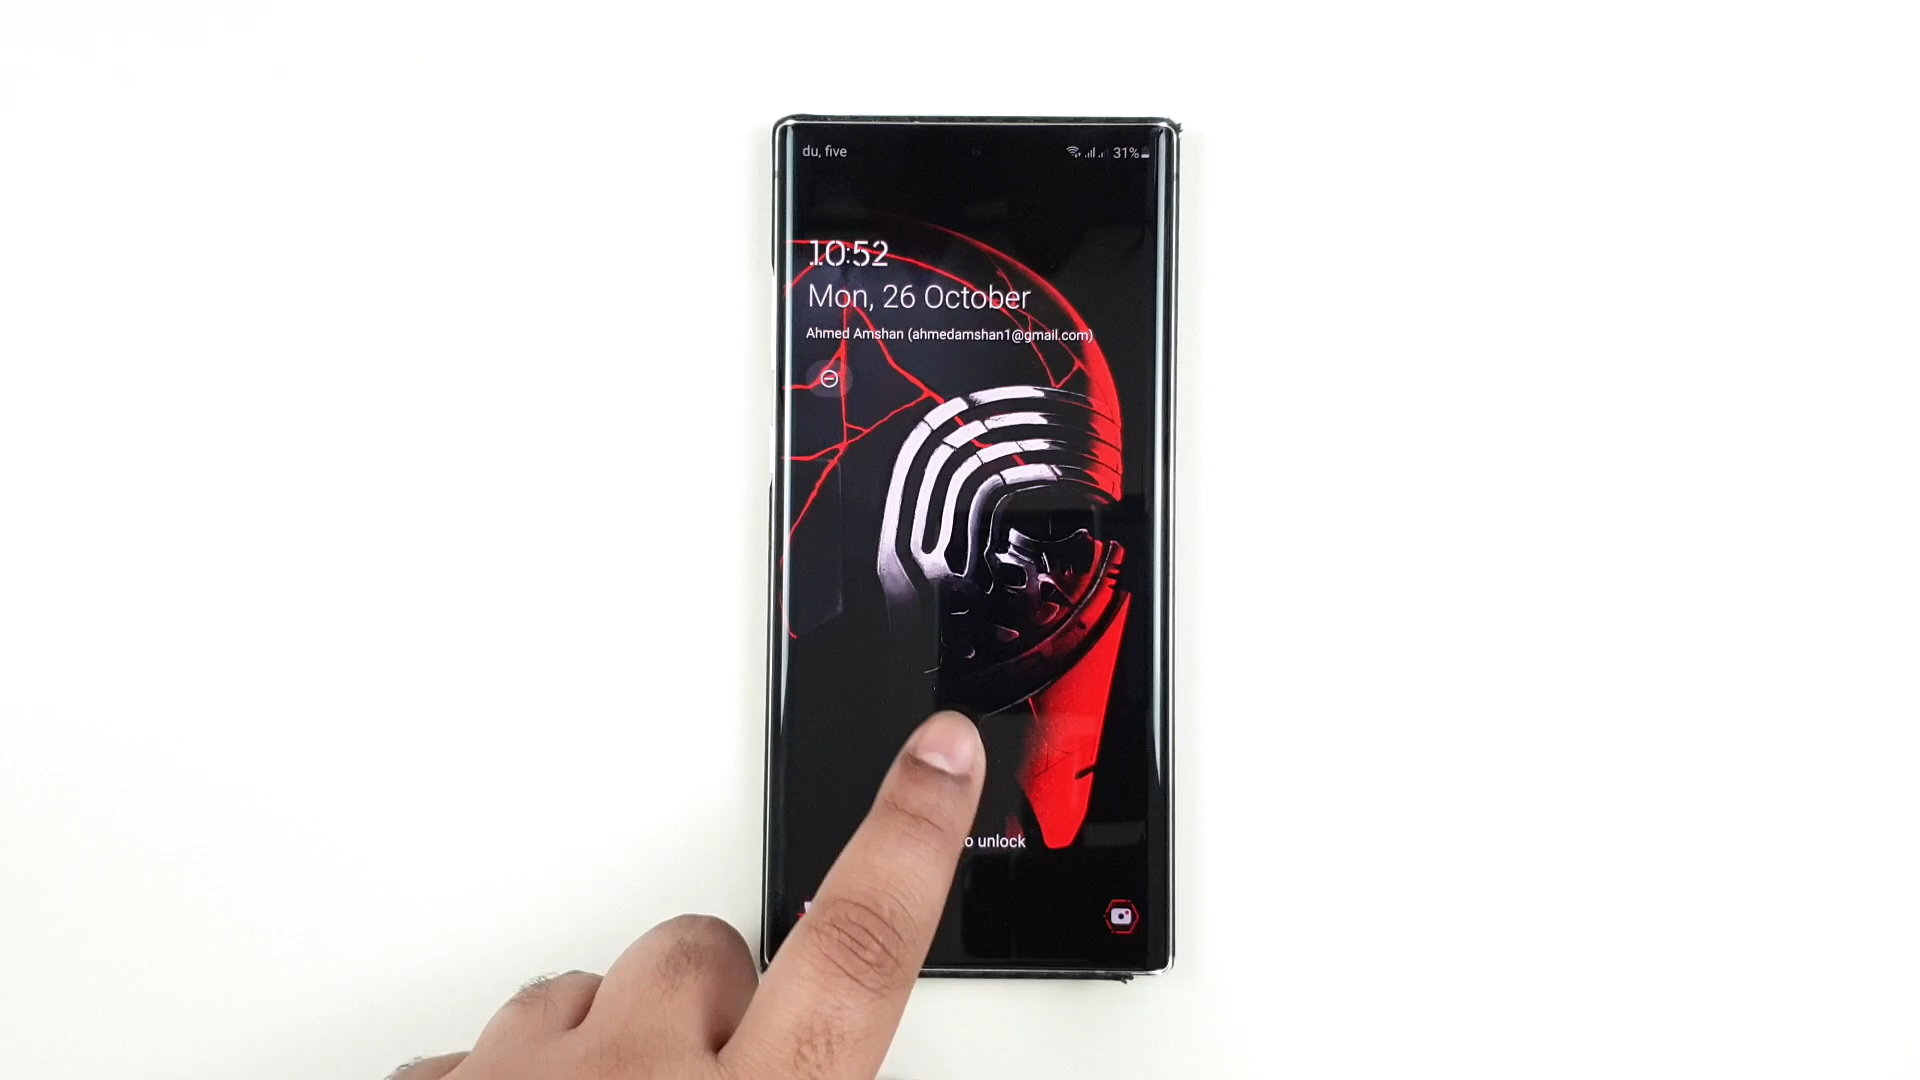 du, five
31%
10:52
Mon, 26 October
Ahmed Amshan (ahmedamshan1@gmail.com)
o unlock